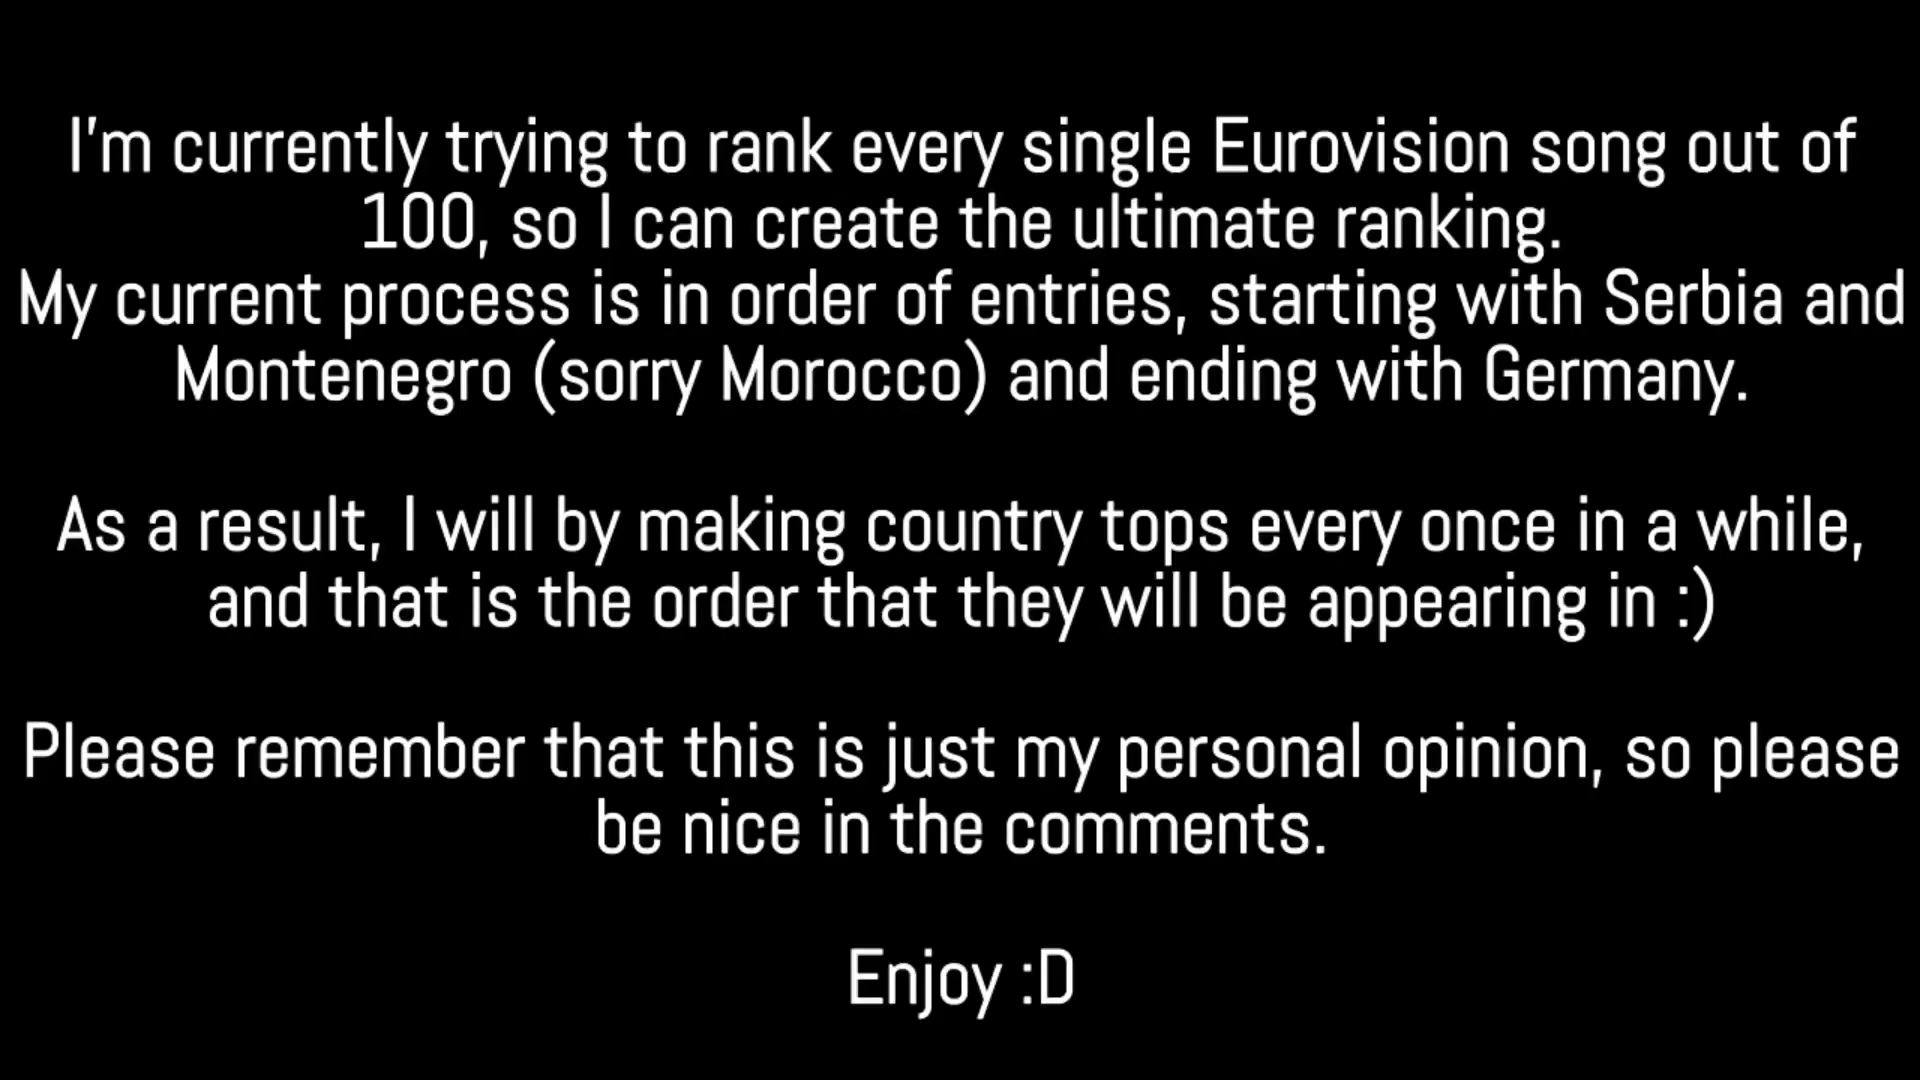 I'm currently trying to rank every single Eurovision song out of
100, so I can create the ultimate ranking.
My current process is in order of entries, starting with Serbia and
Montenegro (sorry Morocco) and ending with Germany.
As a result, I will by making country tops every once in a while,
and that is the order that they will be appearing in :)
Please remember that this is just my personal opinion, so please
be nice in the comments.
Enjoy :D